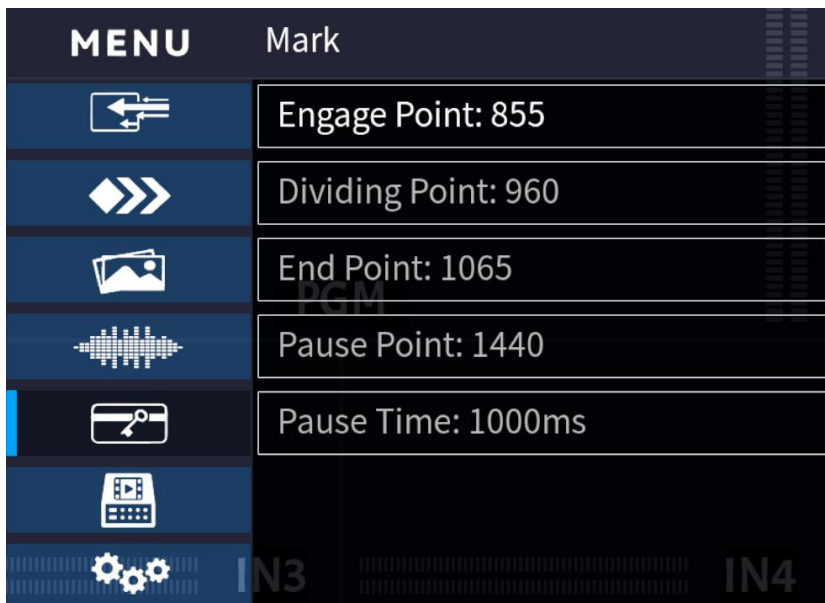 MENU
Mark
Engage Point: 855
Dividing Point: 960
End Point: 1065
PGM
Pause Point: 1440
Pause Time: 1000ms
IN3
IN4